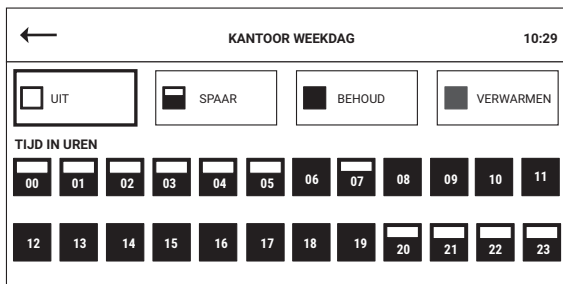 KANTOOR WEEKDAG 10:29
UIT SPAAR BEHOUD VERWARMEN
TIJD IN UREN
00 01 02 03 04 05 06 07 08 09 10 11
12 13 14 15 16 17 18 19 20 21 22 23